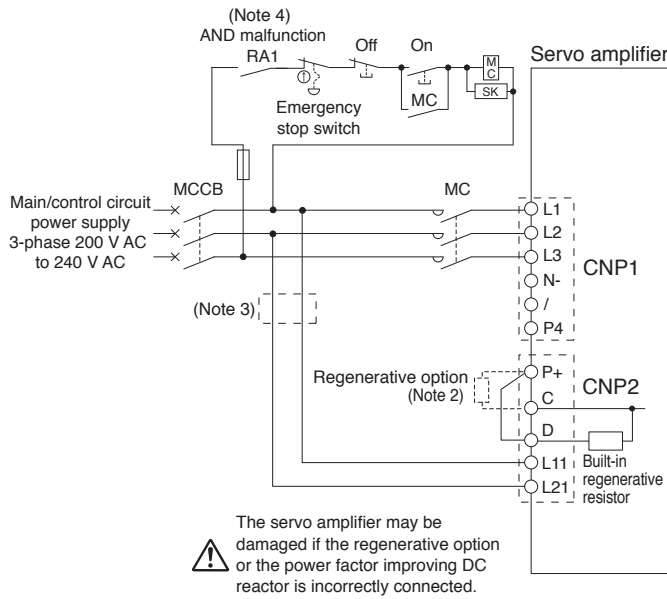 (Note 4)
AND malfunction
RA1
Off
On
MC
SK
MC
Emergency
stop switch
Servo amplifier
Main/control circuit
power supply
3-phase 200 V AC
to 240 V AC
MCCB
MC
L1
L2
L3
N-
/
P4
CNP1
(Note 3)
Regenerative option
(Note 2)
P+
C
D
L11
L21
CNP2
Built-in
regenerative
resistor
The servo amplifier may be
damaged if the regenerative option
or the power factor improving DC
reactor is incorrectly connected.